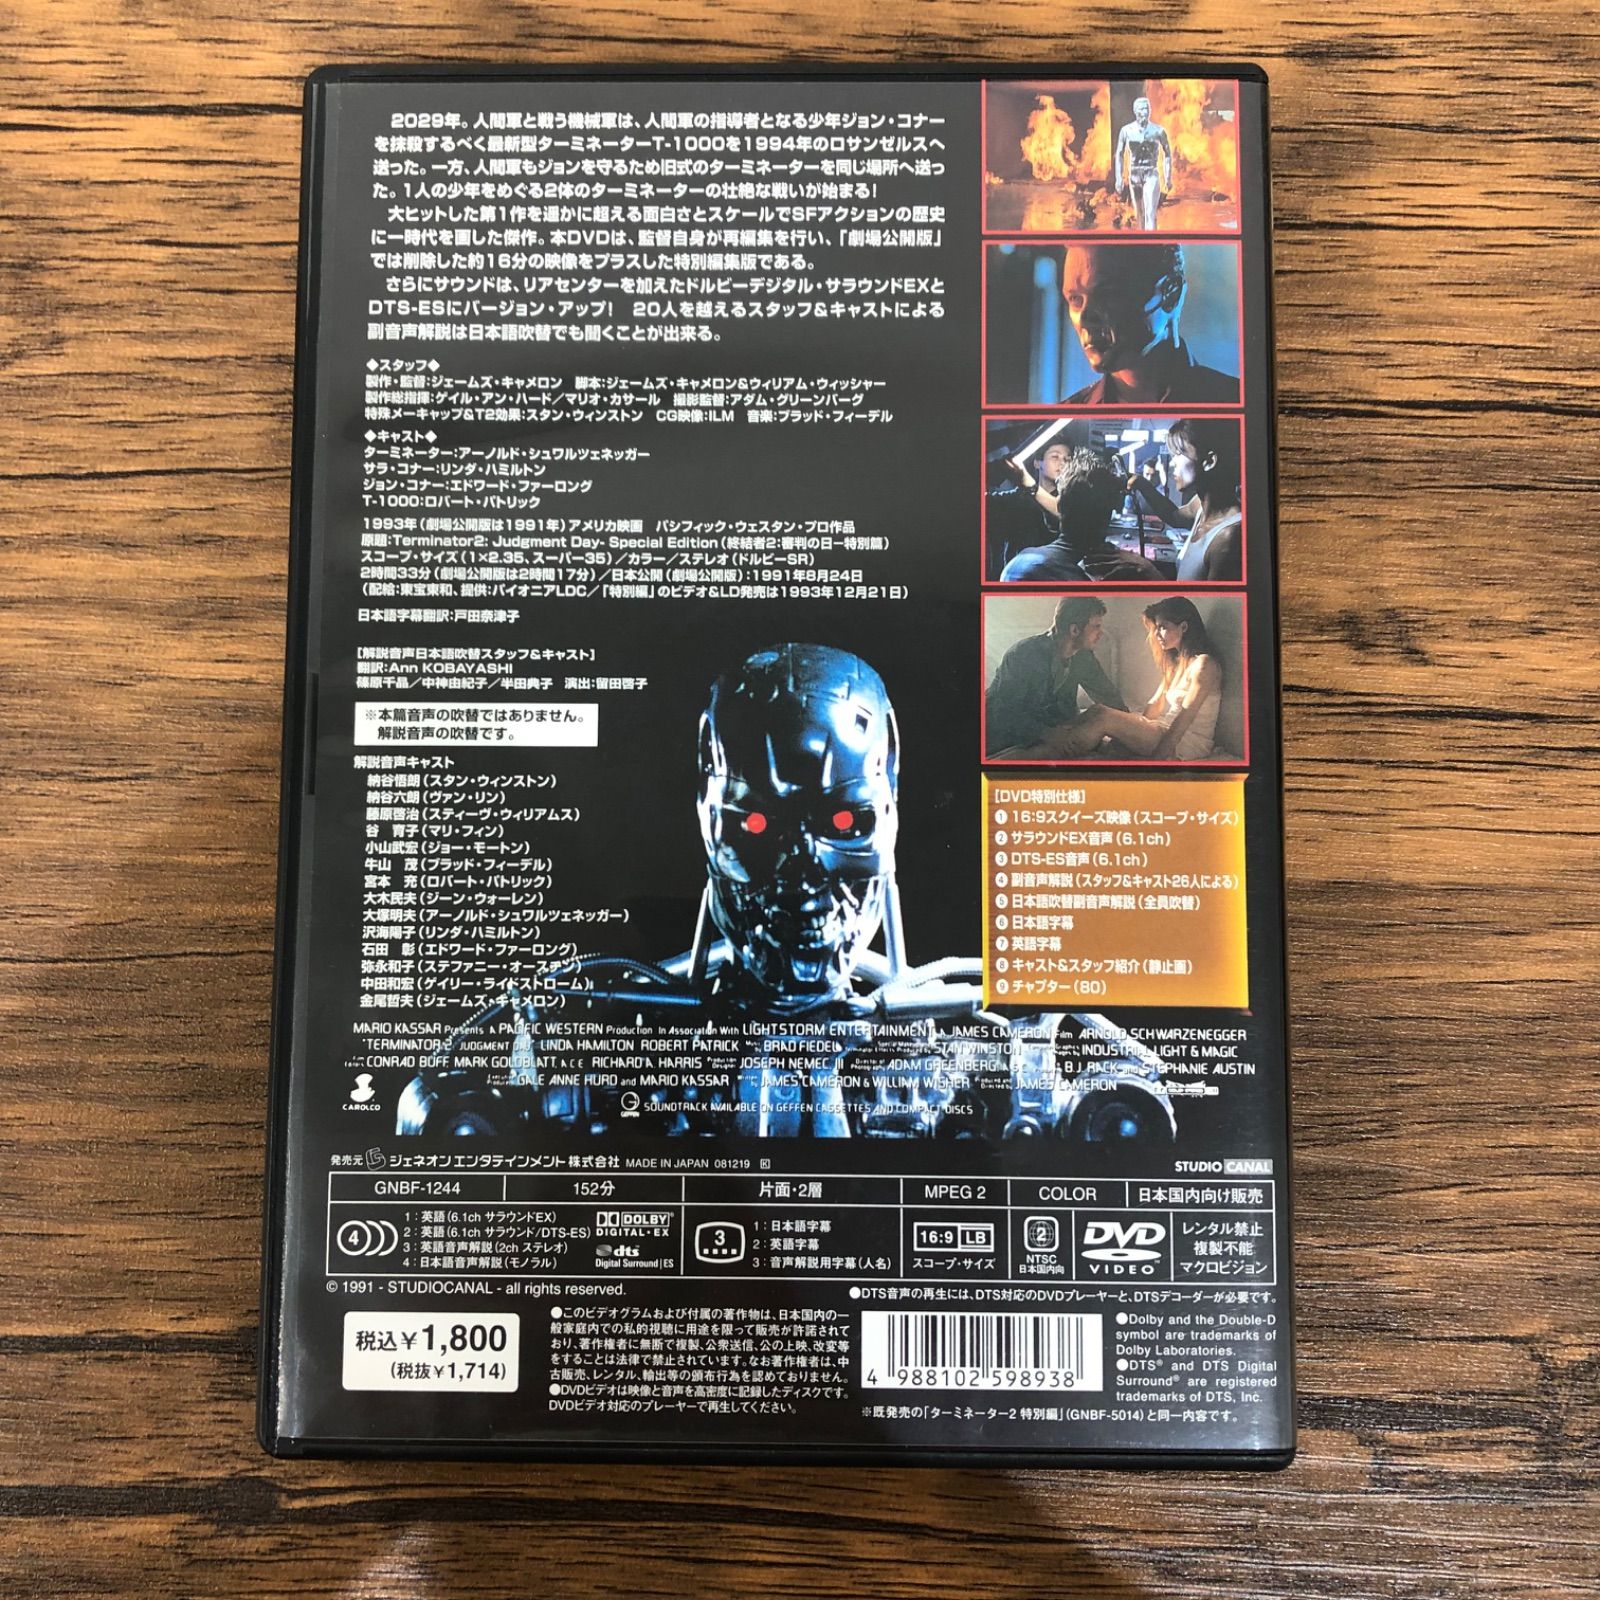 2029年。人間軍と戦う機械軍は、人間軍の指導者となる少年ジョン・コナー
を抹殺するべく最新型ターミネーターT-1000を1994年のロサンゼルスへ
送った。一方、人間軍もジョンを守るため旧式のターミネーターを同じ場所へ送っ
た。1人の少年をめぐる2体のターミネーターの壮絶な戦いが始まる!
大ヒットした第1作を遥かに超える面白さとスケールでSFアクションの歴史
に一時代を画した傑作。本DVDは、監督自身が再編集を行い、「劇場公開版」
では削除した約16分の映像をプラスした特別編集版である。
さらにサウンドは、リアセンターを加えたドルビーデジタル・サラウンドEXと
DTS-ESにバージョン・アップ! 20人を越えるスタッフ&キャストによる
副音声解説は日本語吹替でも聞くことが出来る。
◆スタッフ◆
製作・監督:ジェームズ・キャメロン 脚本:ジェームズ・キャメロン&ウィリアム・ウィッシャー
製作総指揮:ゲイル・アン・ハード/マリオ・カサール 撮影監督:アダム・グリーンバーグ
特殊メーキャップ&T2効果:スタン・ウィンストン CG映像:ILM 音楽:ブラッド・フィーデル
◆キャスト◆
ターミネーター:アーノルド・シュワルツェネッガー
サラ・コナー:リンダ・ハミルトン
ジョン・コナー:エドワード・ファーロング
T-1000:ロバート・パトリック
1993年(劇場公開版は1991年)アメリカ映画 パシフィック・ウェスタン・プロ作品
原題:Terminator2: Judgment Day- Special Edition(終結者2:審判の日−特別篇)
スコープ・サイズ(1×2.35、スーパー35)/カラー/ステレオ(ドルビーSR)
2時間33分(劇場公開版は2時間17分)/日本公開(劇場公開版):1991年8月24日
(配給:東宝東和、提供:パイオニアLDC/「特別編」のビデオ&LD発売は1993年12月21日)
日本語字幕翻訳:戸田奈津子
[解説音声日本語吹替スタッフ&キャスト]
翻訳:Ann KOBAYASHI
篠原千晶/中神由紀子/半田典子 演出:留田啓子
※本篇音声の吹替ではありません。
解説音声の吹替です。
解説音声キャスト
納谷悟朗(スタン・ウィンストン)
納谷六朗(ヴァン・リン)
藤原啓治(スティーヴ・ウィリアムス)
谷 育子(マリ・フィン)
小山武宏(ジョー・モートン)
牛山 茂(ブラッド・フィーデル)
宮本 充(ロバート・パトリック)
大木民夫(ジーン・ウォーレン)
大塚明夫(アーノルド・シュワルツェネッガー)
沢海陽子(リンダ・ハミルトン)
石田 彰(エドワード・ファーロング)
弥永和子(ステファニー・オースチン)
中田和宏(ゲイリー・ライドストローム)
金尾哲夫(ジェームズ・キャメロン)
[DVD特別仕様]
❶16:9スクイーズ映像(スコープ・サイズ)
❷サラウンドEX音声(6.1ch)
❸DTS-ES音声(6.1ch)
❹副音声解説(スタッフ&キャスト26人による)
❺日本語吹替副音声解説(全員吹替)
❻日本語字幕
❼英語字幕
❽キャスト&スタッフ紹介(静止画)
❾チャプター(80)
MARIO KASSAR Presents A PACIFIC WESTERN Production In Association With LIGHTSTORM ENTERTAINMENT A JAMES CAMERON Film ARNOLD SCHWARZENEGGER
"TERMINATOR 2 JUDGMENT DAY" LINDA HAMILTON ROBERT PATRICK BRAD FIEDEL STAN WINSTON INDUSTRIAL LIGHT & MAGIC
CONRAD BUFF MARK GOLDBLATT, A.C.E. RICHARD A. HARRIS JOSEPH NEMEC III ADAM GREENBERG, B.J. RACK and STEPHANIE AUSTIN
GALE ANNE HURD and MARIO KASSAR JAMES CAMERON & WILLIAM WISHER JAMES CAMERON
CAROLCO
GEFFEN SOUNDTRACK AVAILABLE ON GEFFEN CASSETTES AND COMPACT DISCS
発売元 ジェネオン エンタテインメント 株式会社 MADE IN JAPAN 081219 K
STUDIO CANAL
GNBF-1244 152分 片面・2層 MPEG 2 COLOR 日本国内向け販売
4
1:英語(6.1ch サラウンドEX)
2:英語(6.1ch サラウンド/DTS-ES)
3:英語音声解説(2ch ステレオ)
4:日本語音声解説(モノラル)
DOLBY
DIGITAL・EX
dts
Digital Surround ES
3
1:日本語字幕
2:英語字幕
3:音声解説用字幕(人名)
16:9 LB
スコープ・サイズ
2
NTSC
日本国内向
DVD
VIDEO
レンタル禁止
複製不能
マクロビジョン
© 1991 - STUDIOCANAL - all rights reserved.
●DTS音声の再生には、DTS対応のDVDプレーヤーと、DTSデコーダーが必要です。
税込¥1,800
(税抜¥1,714)
●このビデオグラムおよび付属の著作物は、日本国内の一
般家庭内での私的視聴に用途を限って販売が許諾されて
おり、著作権者に無断で複製、公衆送信、公の上映、改変等
をすることは法律で禁止されています。なお著作権者は、中
古販売、レンタル、輸出等の頒布行為を認めておりません。
●DVDビデオは映像と音声を高密度に記録したディスクです。
DVDビデオ対応のプレーヤーで再生してください。
4 988102 598938
●Dolby and the Double-D
symbol are trademarks of
Dolby Laboratories.
●DTS® and DTS Digital
Surround® are registered
trademarks of DTS, Inc.
※既発売の「ターミネーター2 特別編」(GNBF-5014)と同一内容です。